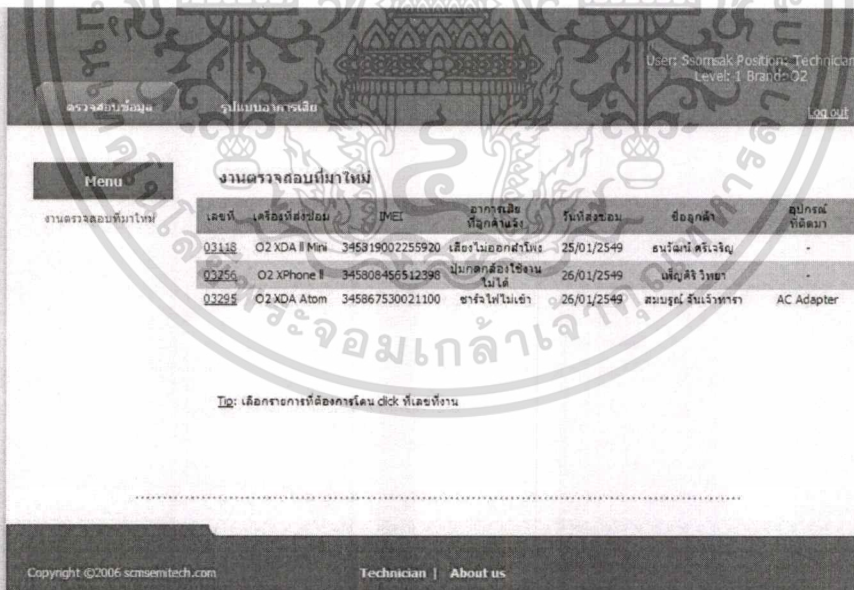 User: Ssomsak Position: Technician
Level: 1 Brand: O2
ตรวจสอบข้อมูล รูปแบบอาการเสีย Log out
Menu
งานตรวจสอบที่มาใหม่
งานตรวจสอบที่มาใหม่
เลขที่ เครื่องที่ส่งซ่อม IMEI อาการเสียที่ลูกค้าแจ้ง วันที่ส่งซ่อม ชื่อลูกค้า อุปกรณ์ที่ติดมา
03118 O2 XDA II Mini 345819002255920 เสียงไม่ออกลำโพง 25/01/2549 ธนวัฒน์ ศรีเจริญ -
03256 O2 XPhone II 345808456512398 ปุ่มกดกล้องใช้งานไม่ได้ 26/01/2549 เพ็ญศิริ วิทยา -
03295 O2 XDA Atom 345867530021100 ชาร์จไฟไม่เข้า 26/01/2549 สมบรูณ์ จันเจ้าทารา AC Adapter
Tip: เลือกรายการที่ต้องการโดน click ที่เลขที่งาน
Copyright ©2006 scmsemitech.com Technician | About us